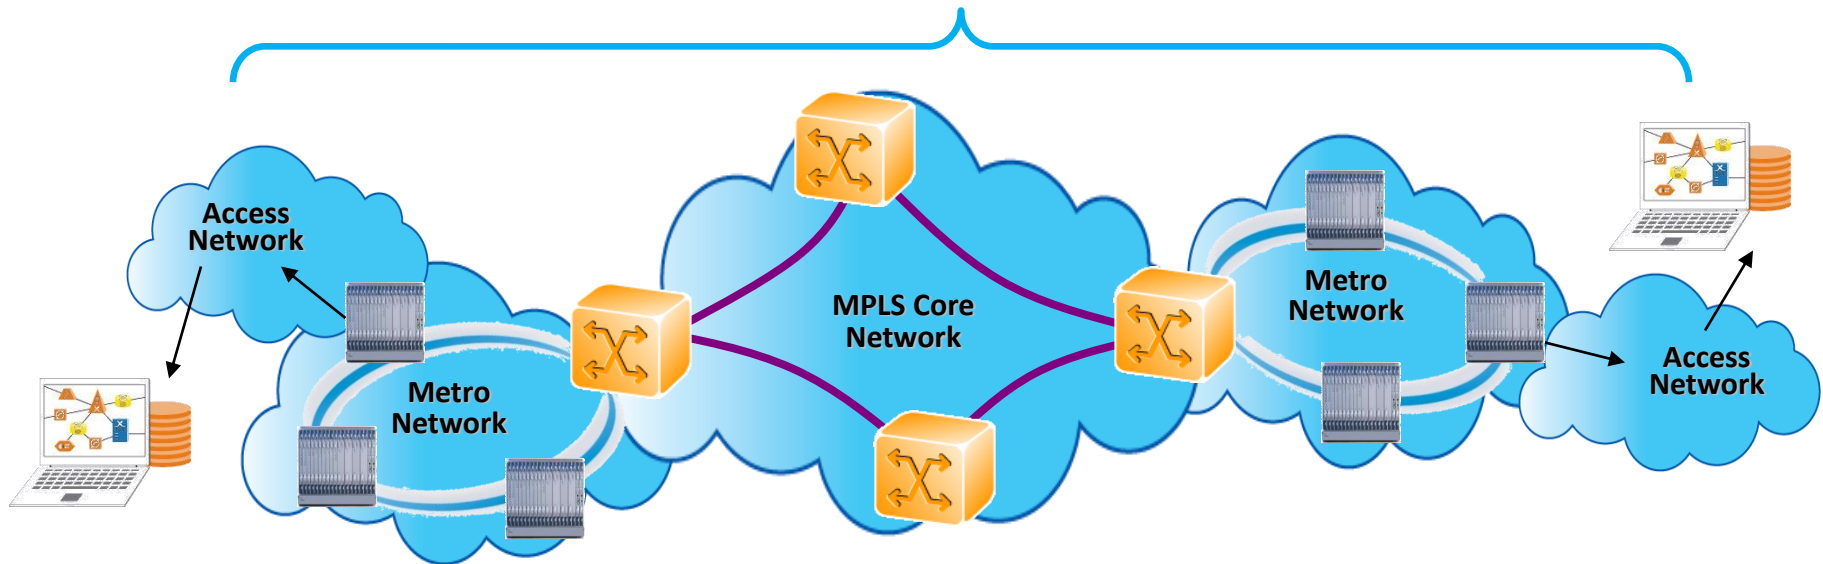 Access
Network
Metro
Network
MPLS Core
Network
Metro
Network
Access
Network